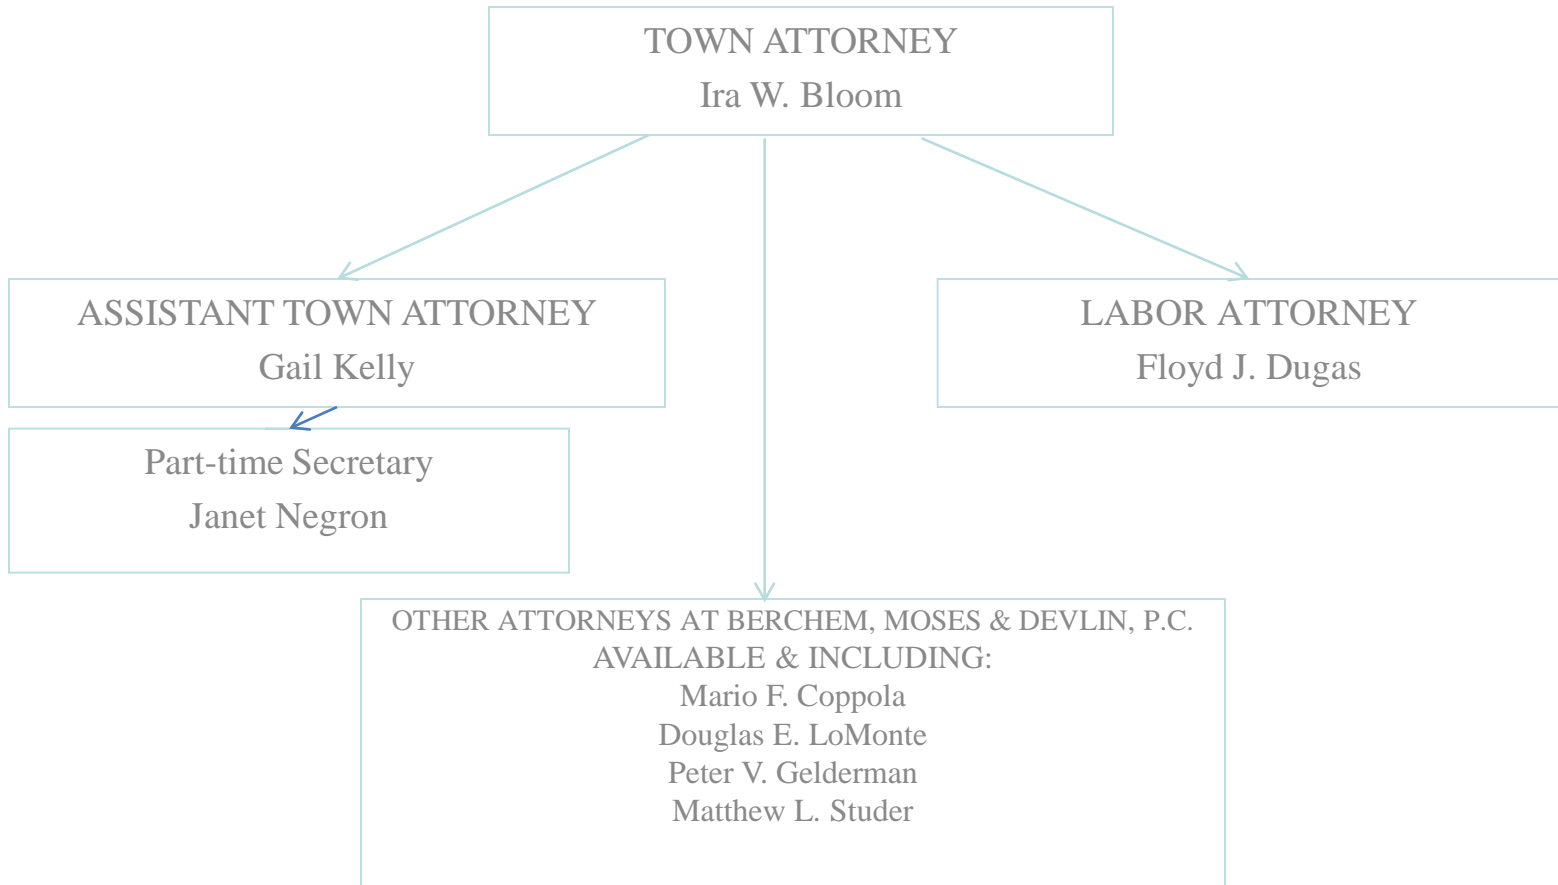 TOWN ATTORNEY
Ira W. Bloom
ASSISTANT TOWN ATTORNEY
Gail Kelly
LABOR ATTORNEY
Floyd J. Dugas
Part-time Secretary
Janet Negron
OTHER ATTORNEYS AT BERCHEM, MOSES & DEVLIN, P.C.
AVAILABLE & INCLUDING:
Mario F. Coppola
Douglas E. LoMonte
Peter V. Gelderman
Matthew L. Studer